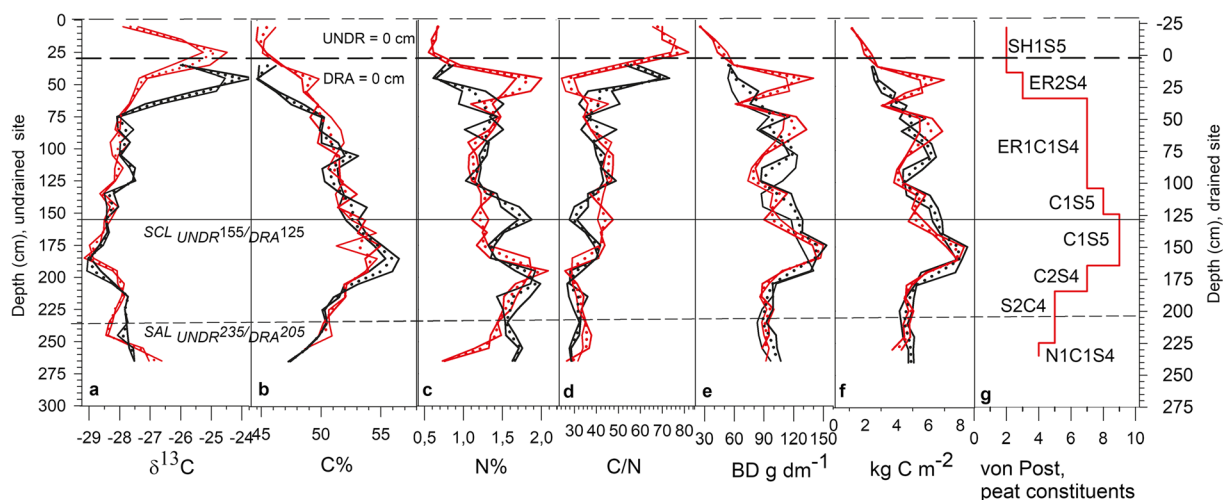 Depth (cm), undrained site
0
25
50
75
100
125
150
175
200
225
250
275
300
UNDR = 0 cm
DRA = 0 cm
SCL UNDR155/DRA125
SAL UNDR235/DRA205
a
b
c
d
e
f
g
SH1S5
ER2S4
ER1C1S4
C1S5
C1S5
C2S4
S2C4
N1C1S4
-25
0
25
50
75
100
125
150
175
200
225
250
275
Depth (cm), drained site
-29 -28 -27 -26 -25 -24
45 50 55
0,5 1,0 1,5 2,0
30 40 50 60 70 80
30 60 90 120 150
0 2 4 6 8
0 2 4 6 8 10
δ13C
C%
N%
C/N
BD g dm-1
kg C m-2
von Post,
peat constituents